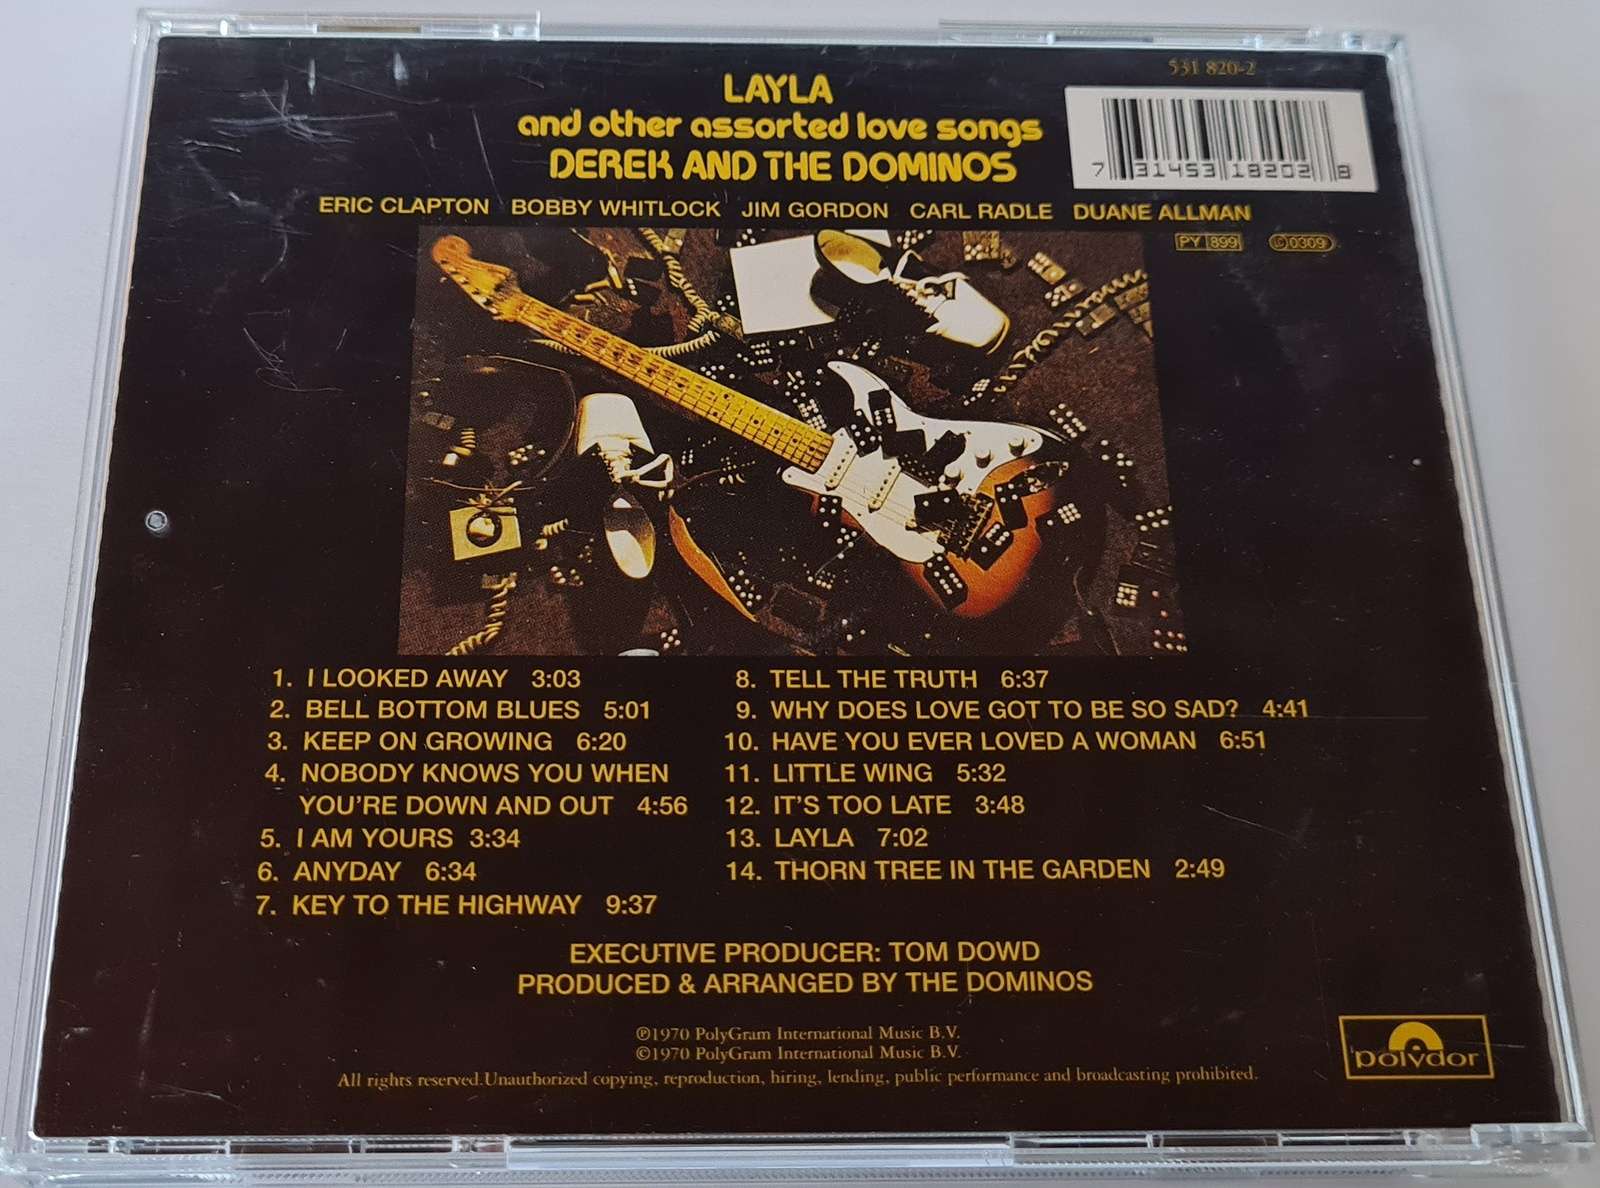 531 820-2
LAYLA
and other assorted love songs
DEREK AND THE DOMINOS
7 31453 18202 8
ERIC CLAPTON BOBBY WHITLOCK JIM GORDON CARL RADLE DUANE ALLMAN
PY 899 LC 0309
1. I LOOKED AWAY 3:03
2. BELL BOTTOM BLUES 5:01
3. KEEP ON GROWING 6:20
4. NOBODY KNOWS YOU WHEN
YOU'RE DOWN AND OUT 4:56
5. I AM YOURS 3:34
6. ANYDAY 6:34
7. KEY TO THE HIGHWAY 9:37
8. TELL THE TRUTH 6:37
9. WHY DOES LOVE GOT TO BE SO SAD? 4:41
10. HAVE YOU EVER LOVED A WOMAN 6:51
11. LITTLE WING 5:32
12. IT'S TOO LATE 3:48
13. LAYLA 7:02
14. THORN TREE IN THE GARDEN 2:49
EXECUTIVE PRODUCER: TOM DOWD
PRODUCED & ARRANGED BY THE DOMINOS
℗1970 PolyGram International Music B.V.
©1970 PolyGram International Music B.V.
All rights reserved.Unauthorized copying, reproduction, hiring, lending, public performance and broadcasting prohibited.
polydor